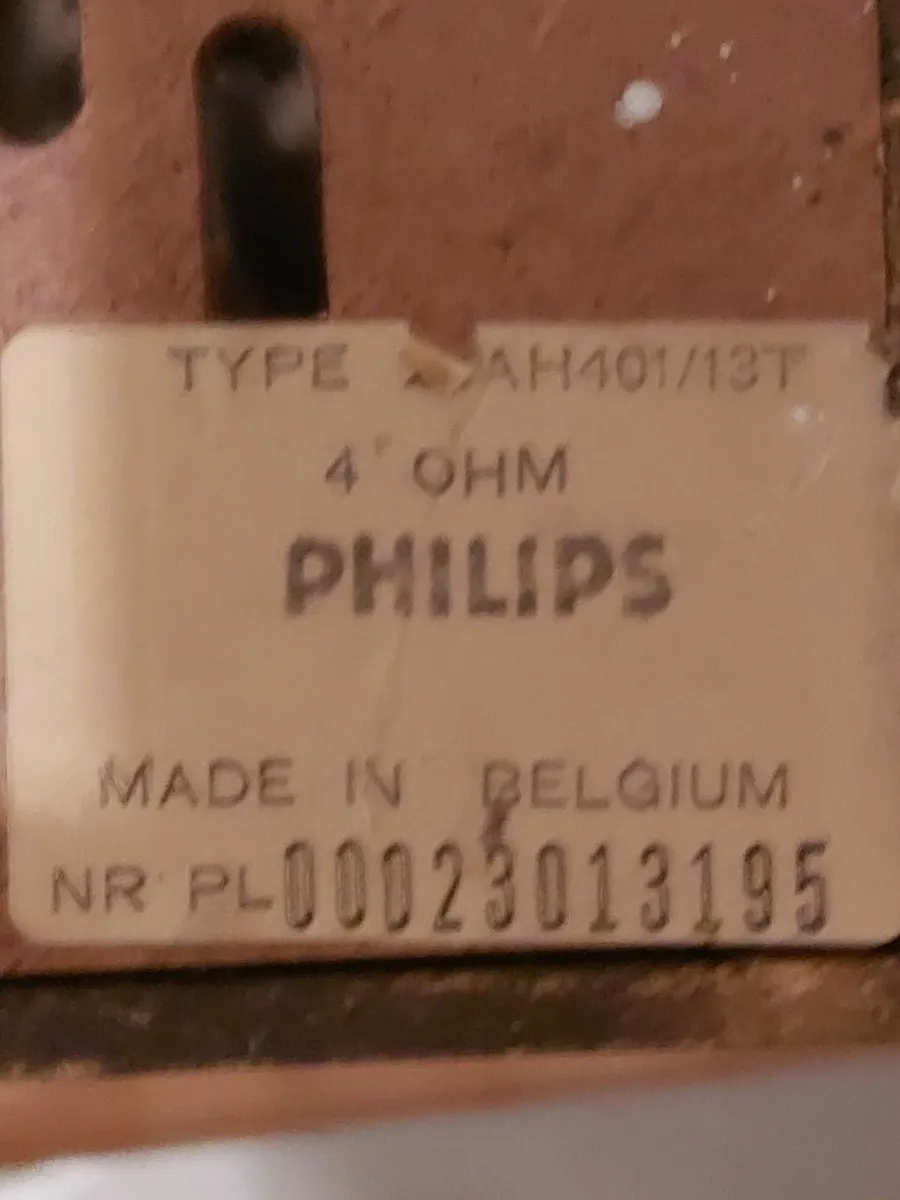 TYPE AH401/13T
4 OHM
PHILIPS
MADE IN BELGIUM
NR PL00023013195